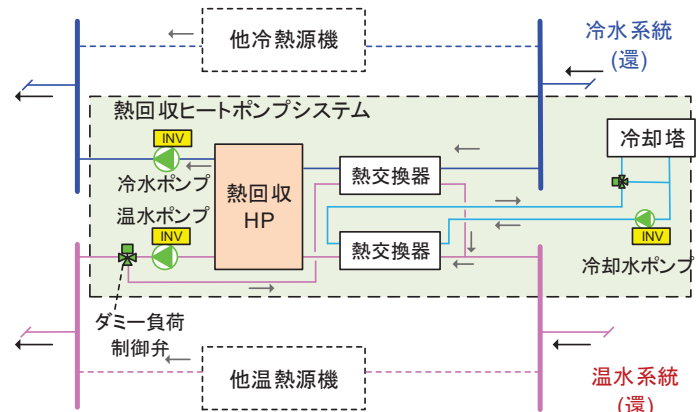 他冷熱源機
冷水系統
(還)
熱回収ヒートポンプシステム
INV
冷水ポンプ
温水ポンプ
INV
熱回収
HP
熱交換器
熱交換器
冷却塔
INV
冷却水ポンプ
ダミー負荷
制御弁
他温熱源機
温水系統
(還)